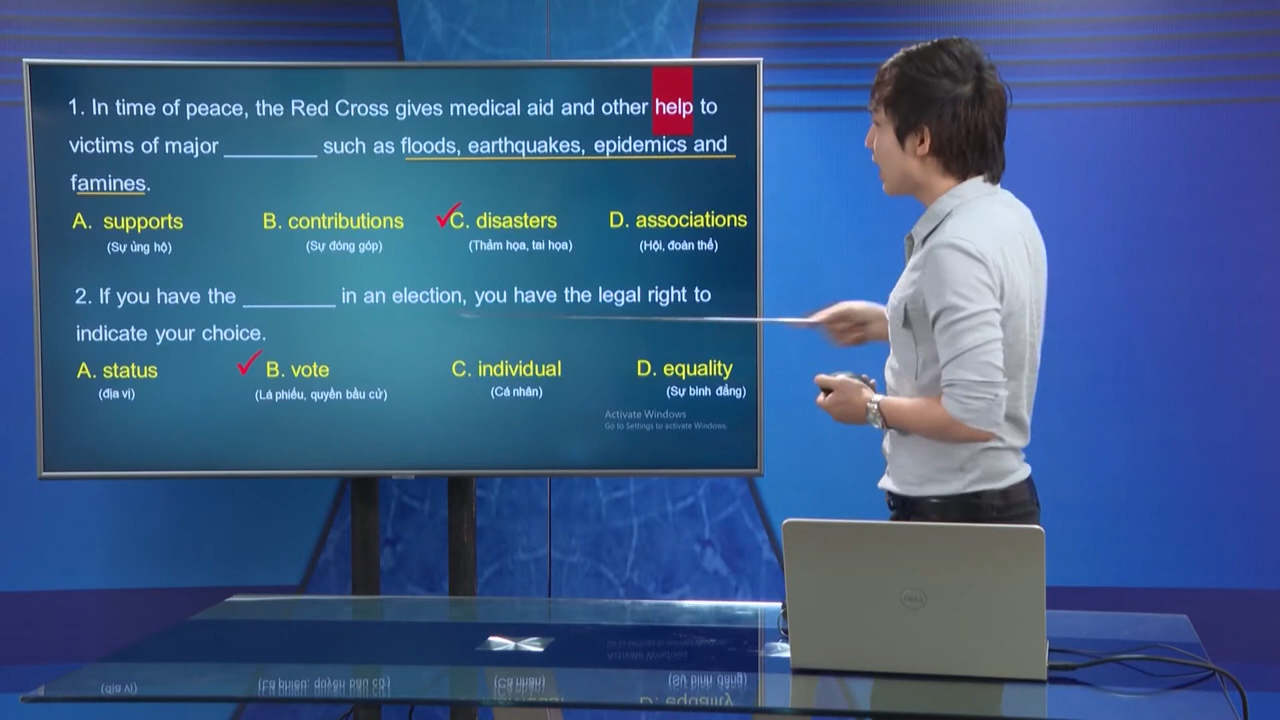 1. In time of peace, the Red Cross gives medical aid and other help to
victims of major ________ such as floods, earthquakes, epidemics and
famines.
A. supports B. contributions C. disasters D. associations
(Sự ủng hộ) (Sự đóng góp) (Thảm họa, tai họa) (Hội, đoàn thể)
2. If you have the ________ in an election, you have the legal right to
indicate your choice.
A. status B. vote C. individual D. equality
(địa vị) (Lá phiếu, quyền bầu cử) (Cá nhân) (Sự bình đẳng)
Activate Windows
Go to Settings to activate Windows.
DELL